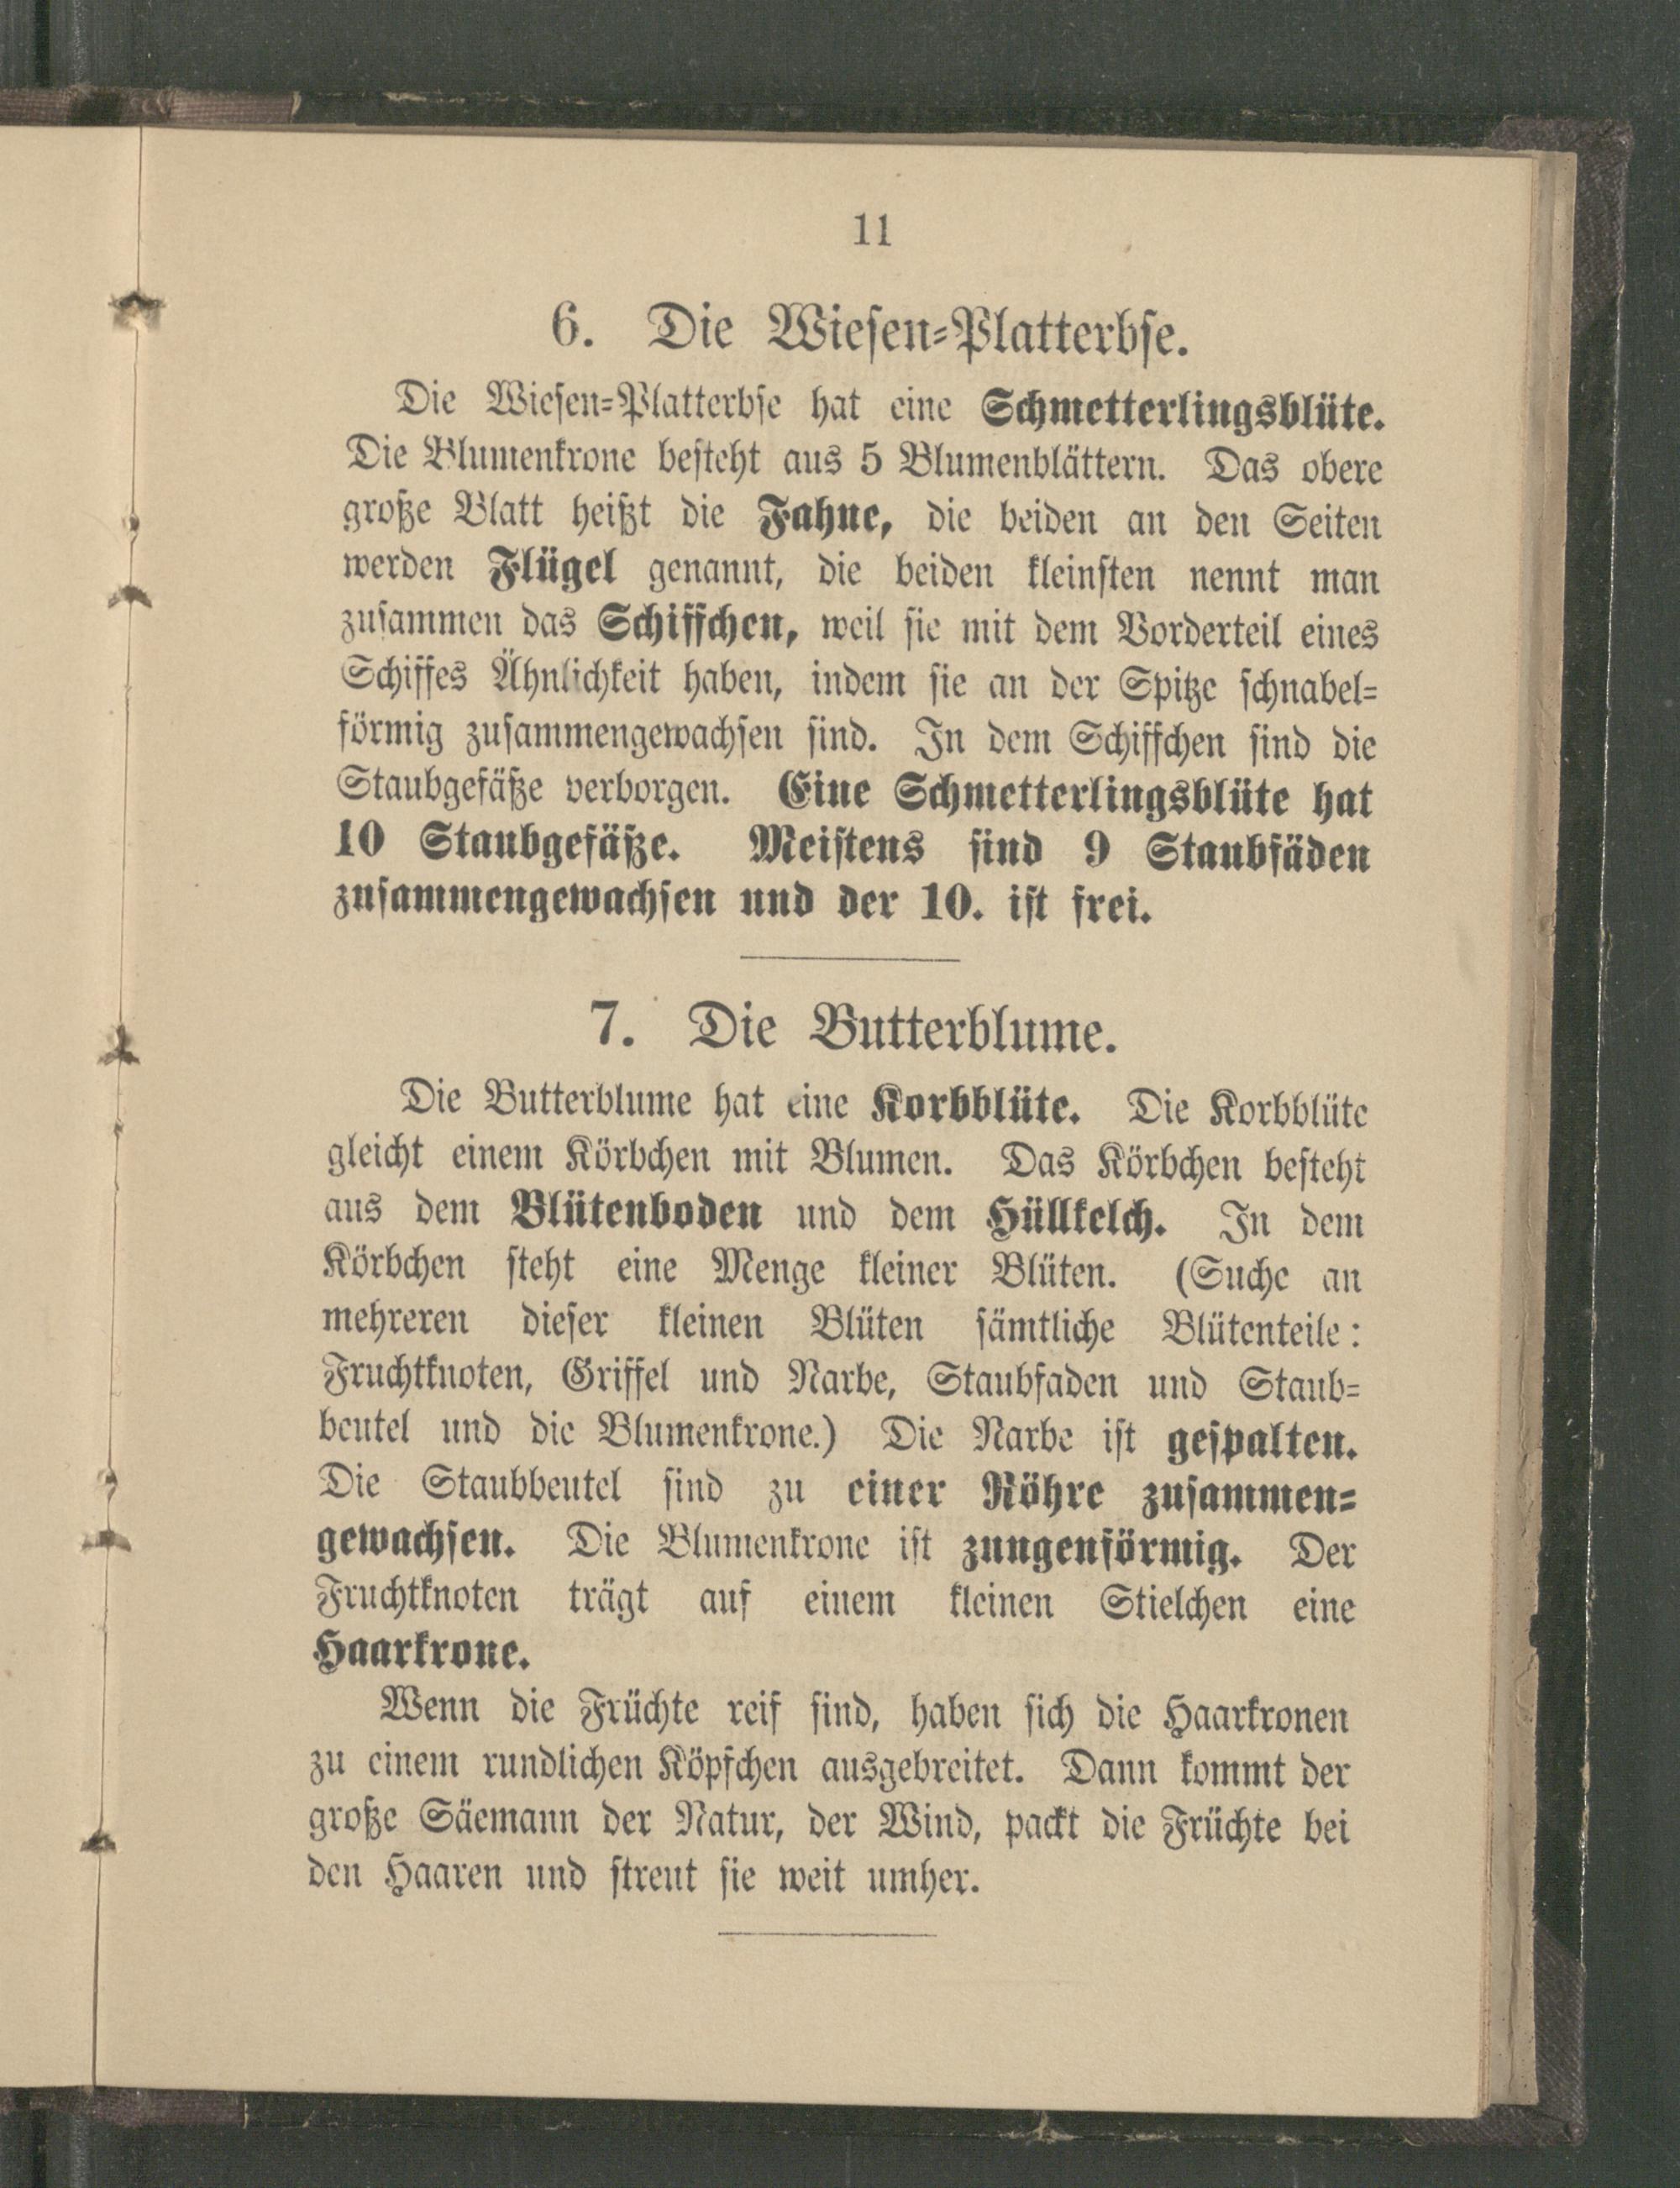 11
6. Die Wiesen-Platterbse.
Die Wiesen-Platterbse hat eine Schmetterlingsblüte.
Die Blumenkrone besteht aus 5 Blumenblättern. Das obere
große Blatt heißt die Fahne, die beiden an den Seiten
werden Flügel genannt, die beiden kleinsten nennt man
zusammen das Schiffchen, weil sie mit dem Vorderteil eines
Schiffes Ähnlichkeit haben, indem sie an der Spitze schnabel-
förmig zusammengewachsen sind. In dem Schiffchen sind die
Staubgefäße verborgen. Eine Schmetterlingsblüte hat
10 Staubgefäße. Meistens sind 9 Staubfäden
zusammengewachsen und der 10. ist frei.
7. Die Butterblume.
Die Butterblume hat eine Korbblüte. Die Korbblüte
gleicht einem Körbchen mit Blumen. Das Körbchen besteht
aus dem Blütenboden und dem Hüllkelch. In dem
Körbchen steht eine Menge kleiner Blüten. (Suche an
mehreren dieser kleinen Blüten sämtliche Blütenteile:
Fruchtknoten, Griffel und Narbe, Staubfaden und Staub-
beutel und die Blumenkrone.) Die Narbe ist gespalten.
Die Staubbeutel sind zu einer Röhre zusammen-
gewachsen. Die Blumenkrone ist zungenförmig. Der
Fruchtknoten trägt auf einem kleinen Stielchen eine
Haarkrone.
Wenn die Früchte reif sind, haben sich die Haarkronen
zu einem rundlichen Köpfchen ausgebreitet. Dann kommt der
große Säemann der Natur, der Wind, packt die Früchte bei
den Haaren und streut sie weit umher.